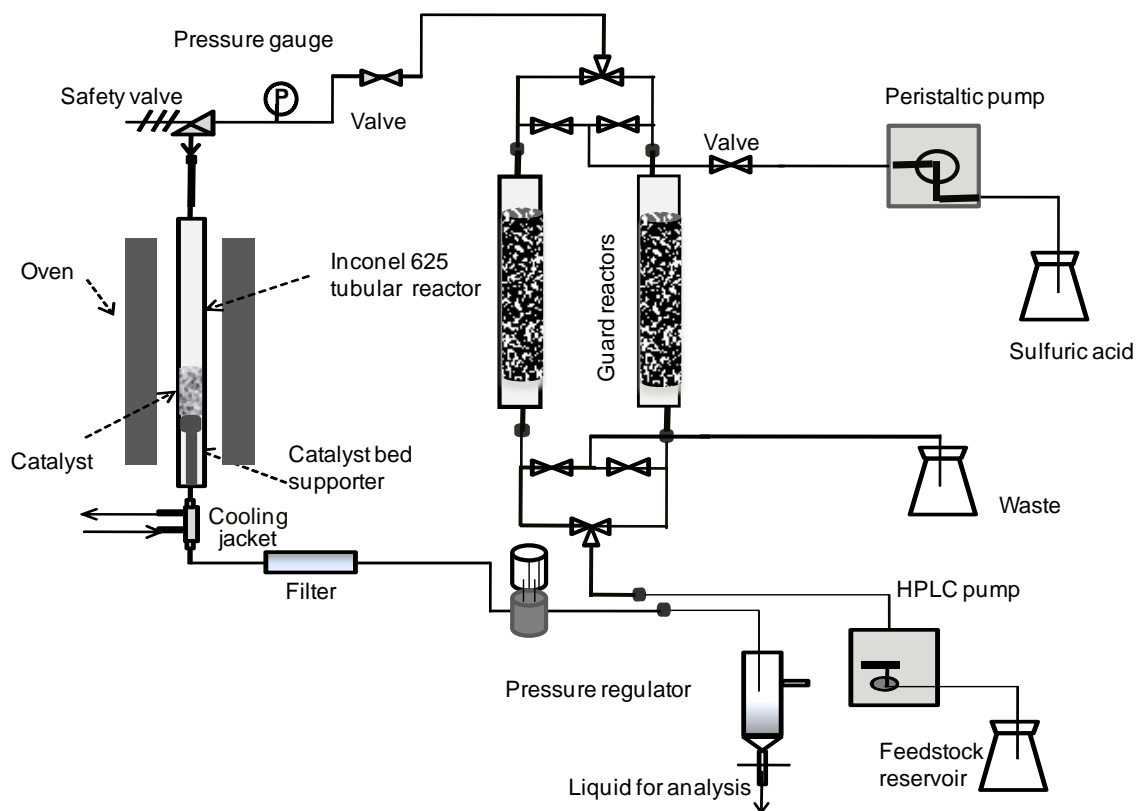 Pressure gauge
Safety valve
P
Valve
Peristaltic pump
Valve
Oven
Inconel 625
tubular reactor
Guard reactors
Sulfuric acid
Catalyst
Catalyst bed
supporter
Cooling
jacket
Waste
Filter
HPLC pump
Pressure regulator
Feedstock
reservoir
Liquid for analysis